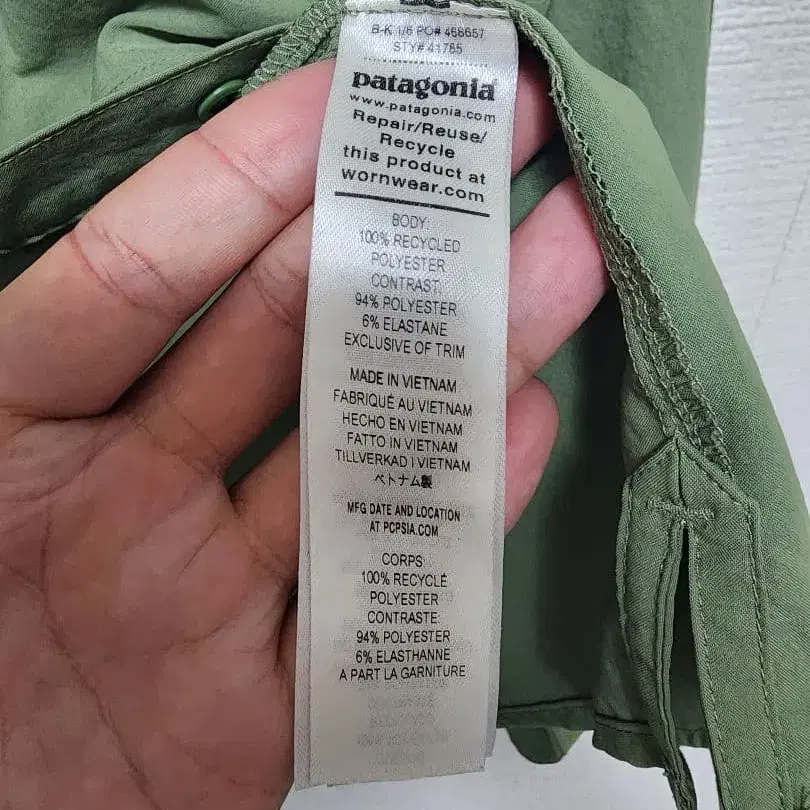 B-K 1/6 PO# 468657
STY# 41785
patagonia
www.patagonia.com
Repair/Reuse/
Recycle
this product at
wornwear.com
BODY:
100% RECYCLED
POLYESTER
CONTRAST:
94% POLYESTER
6% ELASTANE
EXCLUSIVE OF TRIM
MADE IN VIETNAM
FABRIQUÉ AU VIETNAM
HECHO EN VIETNAM
FATTO IN VIETNAM
TILLVERKAD I VIETNAM
ベトナム製
MFG DATE AND LOCATION
AT PCPSIA.COM
CORPS:
100% RECYCLÉ
POLYESTER
CONTRASTE:
94% POLYESTER
6% ELASTHANNE
A PART LA GARNITURE